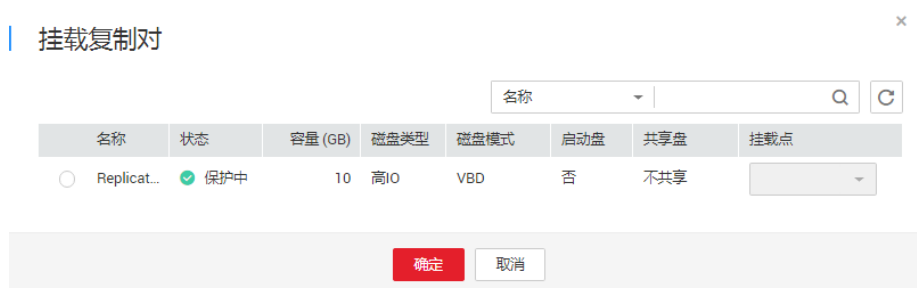 挂载复制对
名称
名称 状态 容量 (GB) 磁盘类型 磁盘模式 启动盘 共享盘 挂载点
Replicat... 保护中 10 高IO VBD 否 不共享
确定 取消